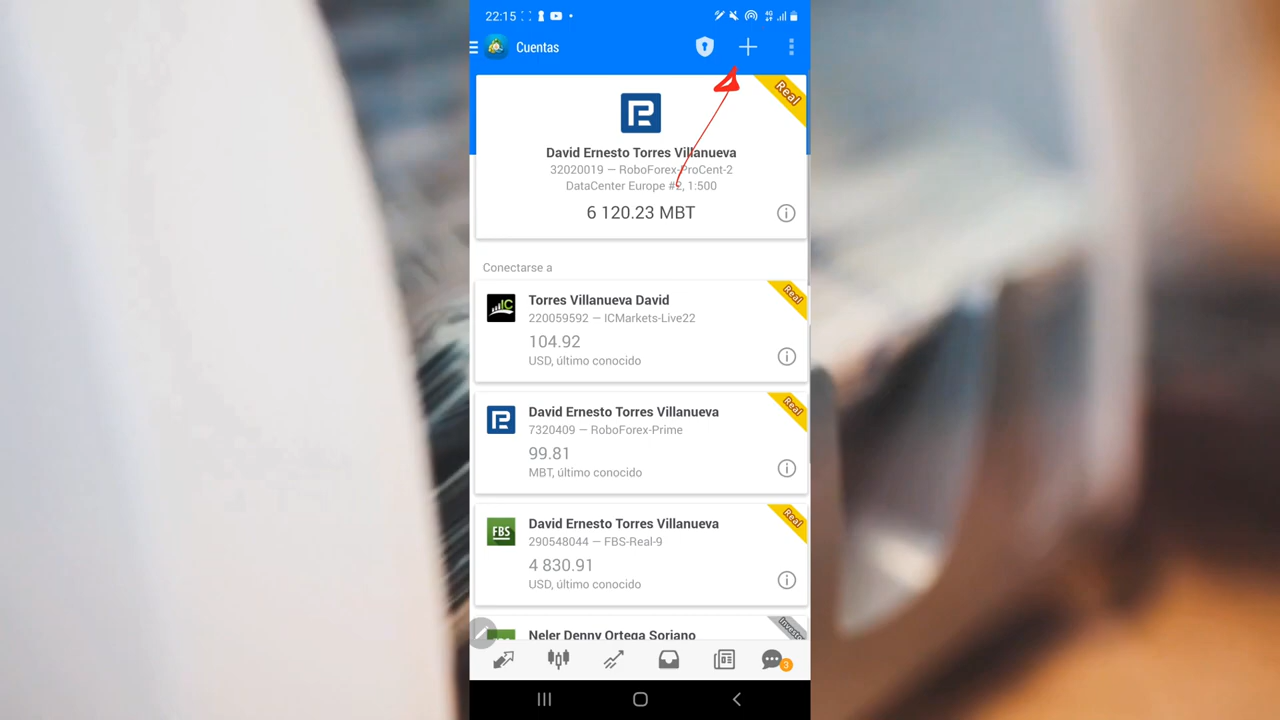 22:15
4G
Cuentas
Real
David Ernesto Torres Villanueva
32020019 — RoboForex-ProCent-2
DataCenter Europe #2, 1:500
6 120.23 MBT
Conectarse a
Real
IC
Torres Villanueva David
220059592 — ICMarkets-Live22
104.92
USD, último conocido
Real
David Ernesto Torres Villanueva
7320409 — RoboForex-Prime
99.81
MBT, último conocido
Real
FBS
David Ernesto Torres Villanueva
290548044 — FBS-Real-9
4 830.91
USD, último conocido
Neler Denny Ortega Soriano
3